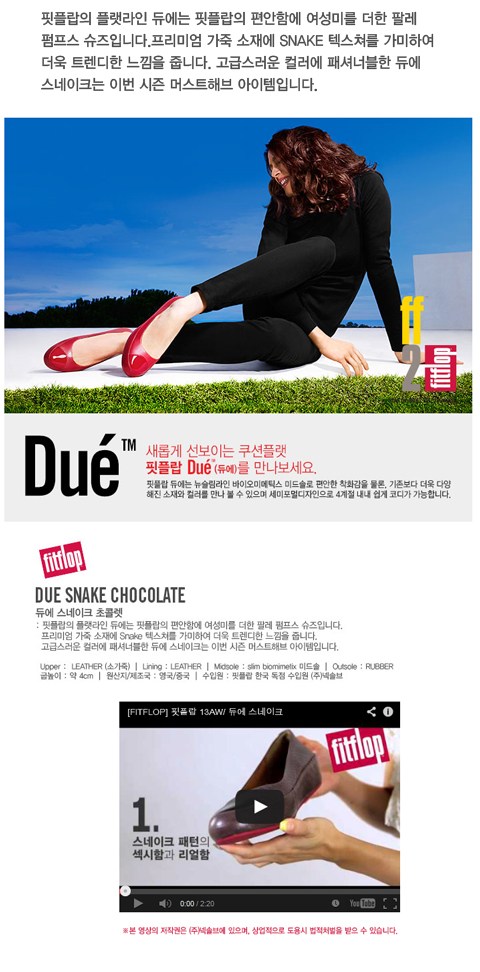 핏플랍의 플랫라인 듀에는 핏플랍의 편안함에 여성미를 더한 팔레
펌프스 슈즈입니다.프리미엄 가죽 소재에 SNAKE 텍스쳐를 가미하여
더욱 트렌디한 느낌을 줍니다. 고급스러운 컬러에 패셔너블한 듀에
스네이크는 이번 시즌 머스트해브 아이템입니다.
ff
2
fitflop
Dué™
새롭게 선보이는 쿠션플랫
핏플랍 Dué™(듀에)를 만나보세요.
핏플랍 듀에는 뉴슬림라인 바이오미메틱스 미드솔로 편안한 착화감을 물론, 기존보다 더욱 다양
해진 소재와 컬러를 만나 볼 수 있으며 세미포멀디자인으로 4계절 내내 쉽게 코디가 가능합니다.
fitflop
DUE SNAKE CHOCOLATE
듀에 스네이크 초콜렛
: 핏플랍의 플랫라인 듀에는 핏플랍의 편안함에 여성미를 더한 팔레 펌프스 슈즈입니다.
프리미엄 가죽 소재에 Snake 텍스쳐를 가미하여 더욱 트렌디한 느낌을 줍니다.
고급스러운 컬러에 패셔너블한 듀에 스네이크는 이번 시즌 머스트해브 아이템입니다.
Upper : LEATHER (소가죽) | Lining : LEATHER | Midsole : slim biomimetix 미드솔 | Outsole : RUBBER
굽높이 : 약 4cm | 원산지/제조국 : 영국/중국 | 수입원 : 핏플랍 한국 독점 수입원 (주)넥솔브
[FITFLOP] 핏플랍 13AW/ 듀에 스네이크
fitflop
1.
스네이크 패턴의
섹시함과 리얼함
0:00 / 2:20
YouTube
※본 영상의 저작권은 (주)넥솔브에 있으며, 상업적으로 도용시 법적처벌을 받으 수 있습니다.